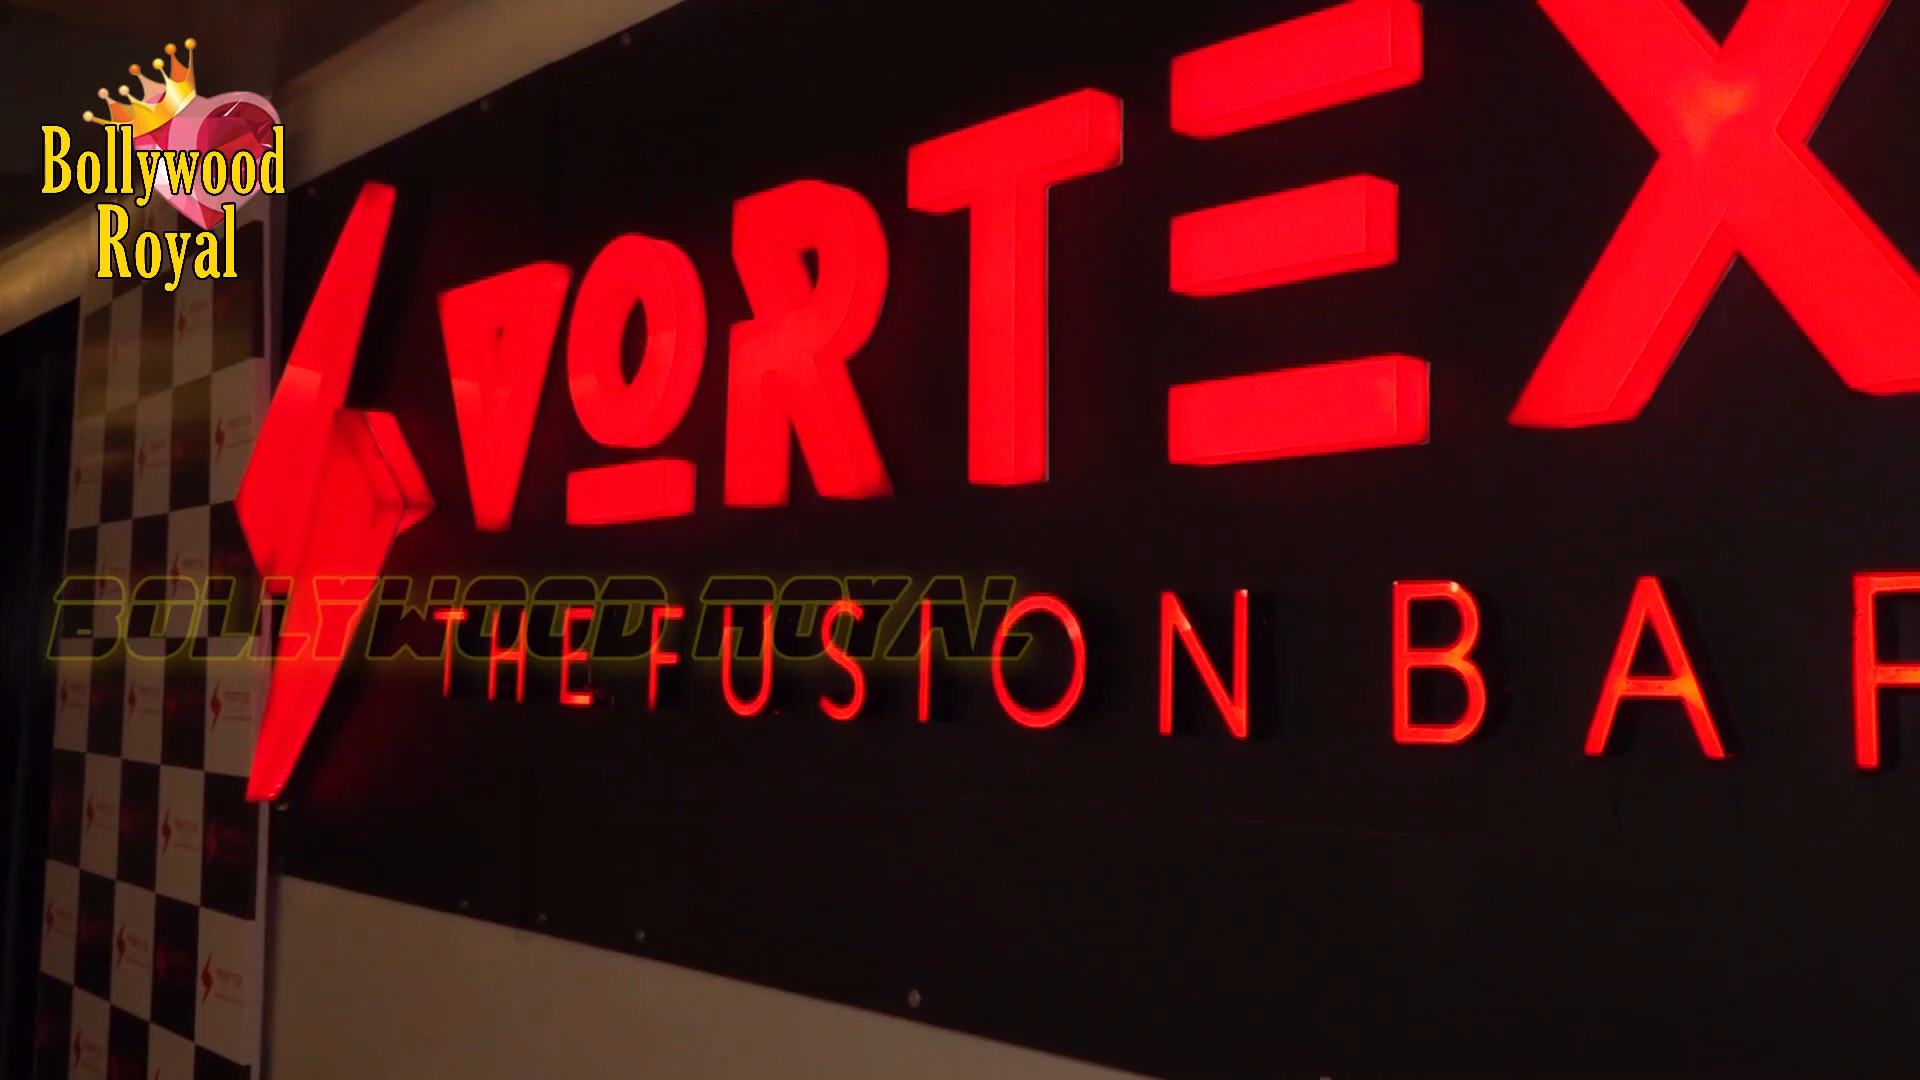 Bollywood
Royal
VORTEX
BOLLYWOOD ROYAL
THE FUSION BAR